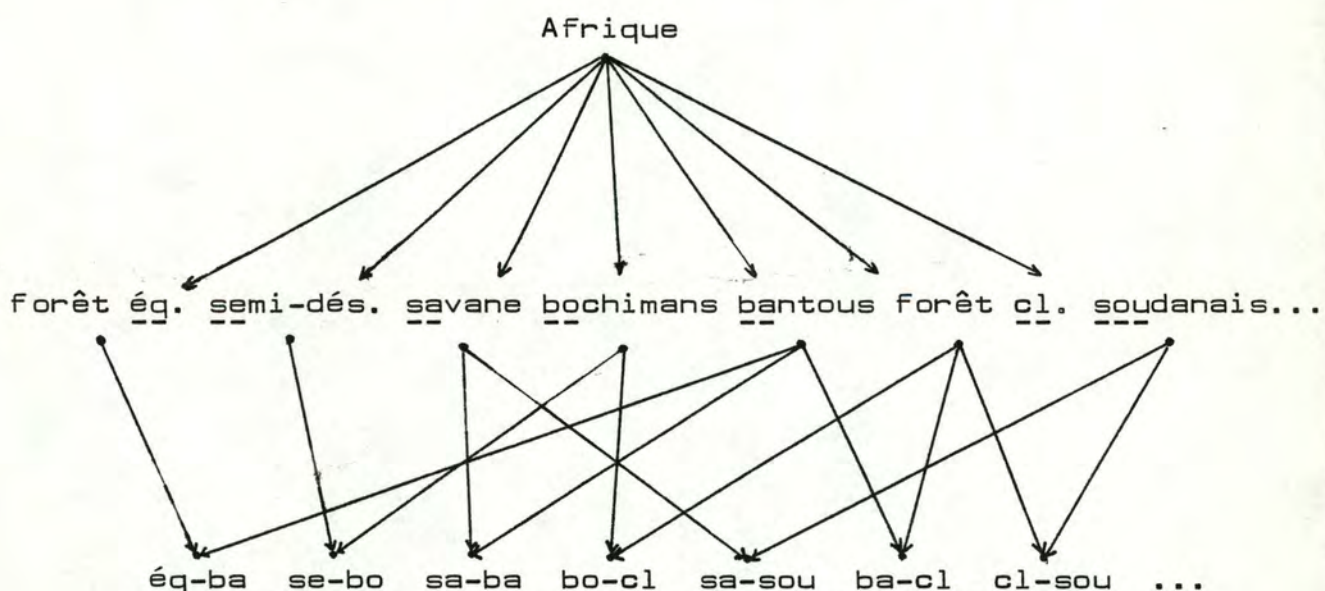 Afrique
forêt éq. semi-dés. savane bochimans bantous forêt cl. soudanais...
éq-ba se-bo sa-ba bo-cl sa-sou ba-cl cl-sou ...